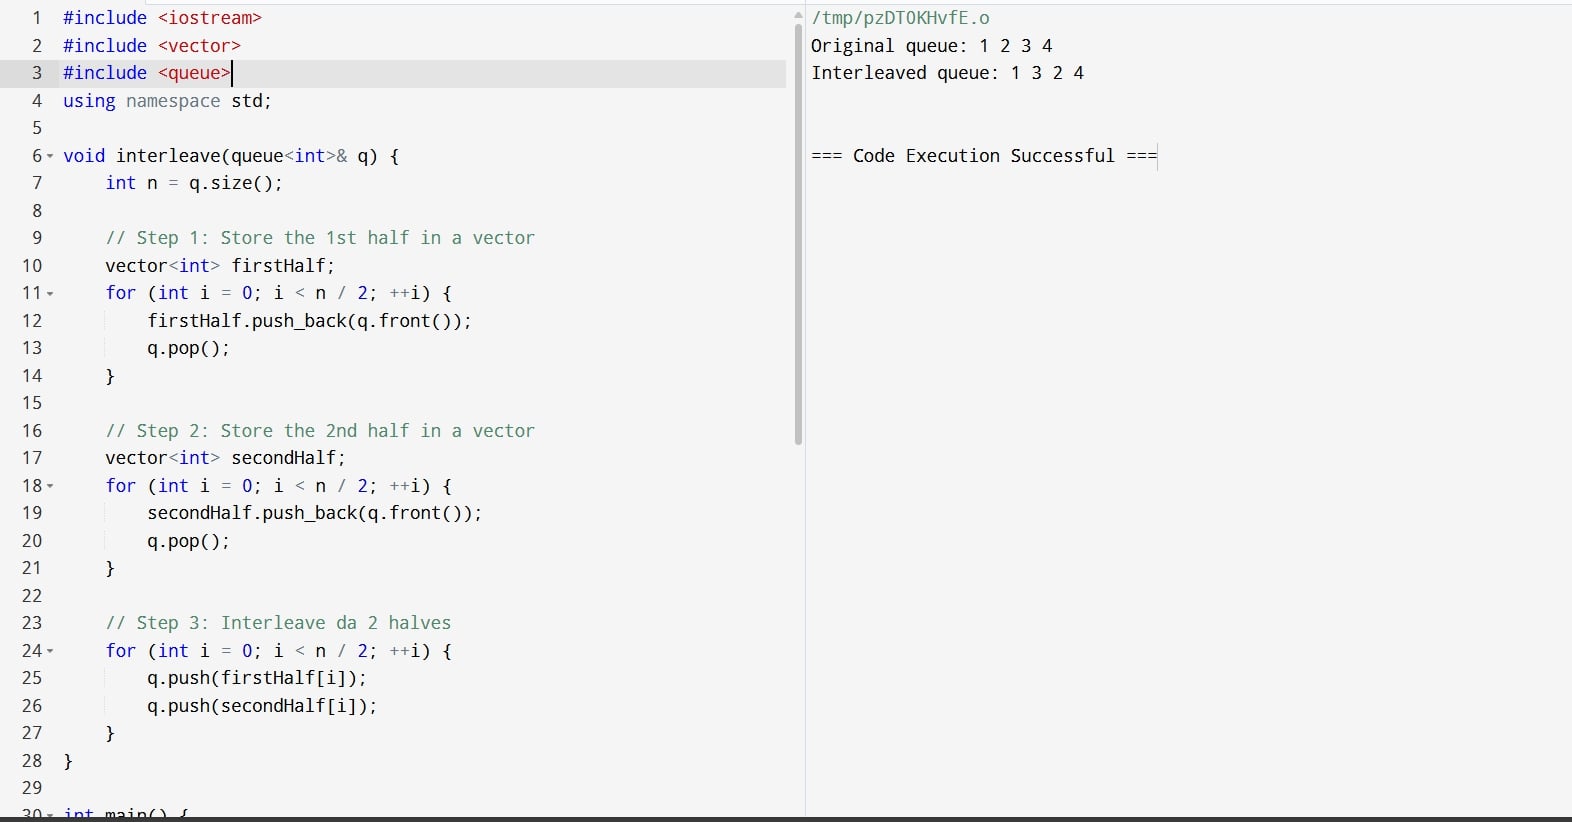 1 #include <iostream>
2 #include <vector>
3 #include <queue>
4 using namespace std;
5
6 void interleave(queue<int>& q) {
7     int n = q.size();
8
9     // Step 1: Store the 1st half in a vector
10     vector<int> firstHalf;
11     for (int i = 0; i < n / 2; ++i) {
12         firstHalf.push_back(q.front());
13         q.pop();
14     }
15
16     // Step 2: Store the 2nd half in a vector
17     vector<int> secondHalf;
18     for (int i = 0; i < n / 2; ++i) {
19         secondHalf.push_back(q.front());
20         q.pop();
21     }
22
23     // Step 3: Interleave da 2 halves
24     for (int i = 0; i < n / 2; ++i) {
25         q.push(firstHalf[i]);
26         q.push(secondHalf[i]);
27     }
28 }
29
30 int main() {
/tmp/pzDT0KHvfE.o
Original queue: 1 2 3 4
Interleaved queue: 1 3 2 4
=== Code Execution Successful ===